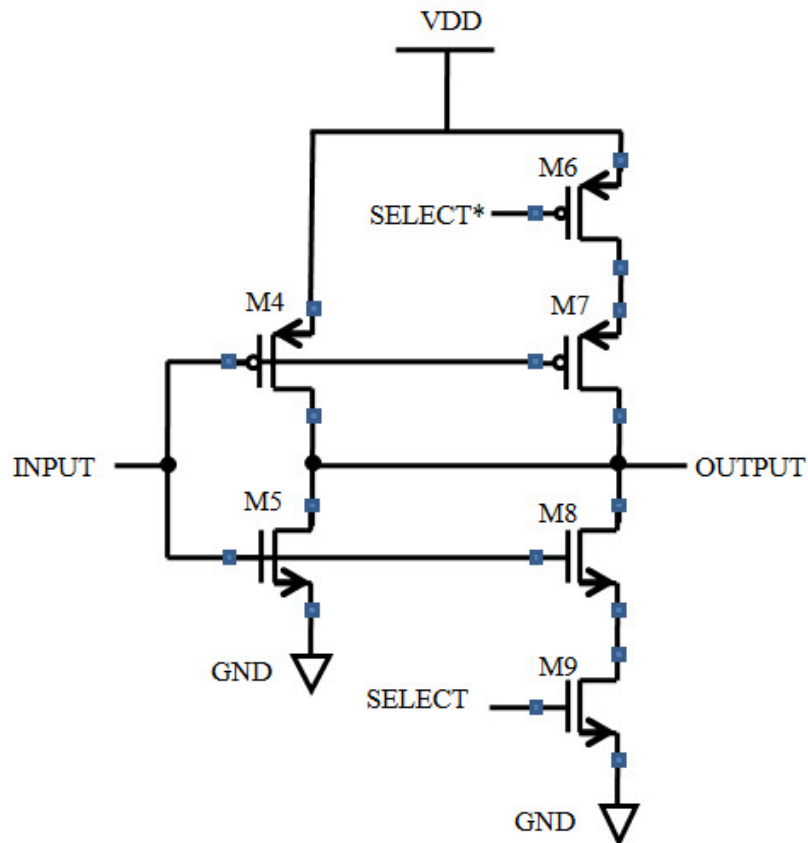 VDD
M6
SELECT*
M4
M7
INPUT
OUTPUT
M5
M8
GND
M9
SELECT
GND